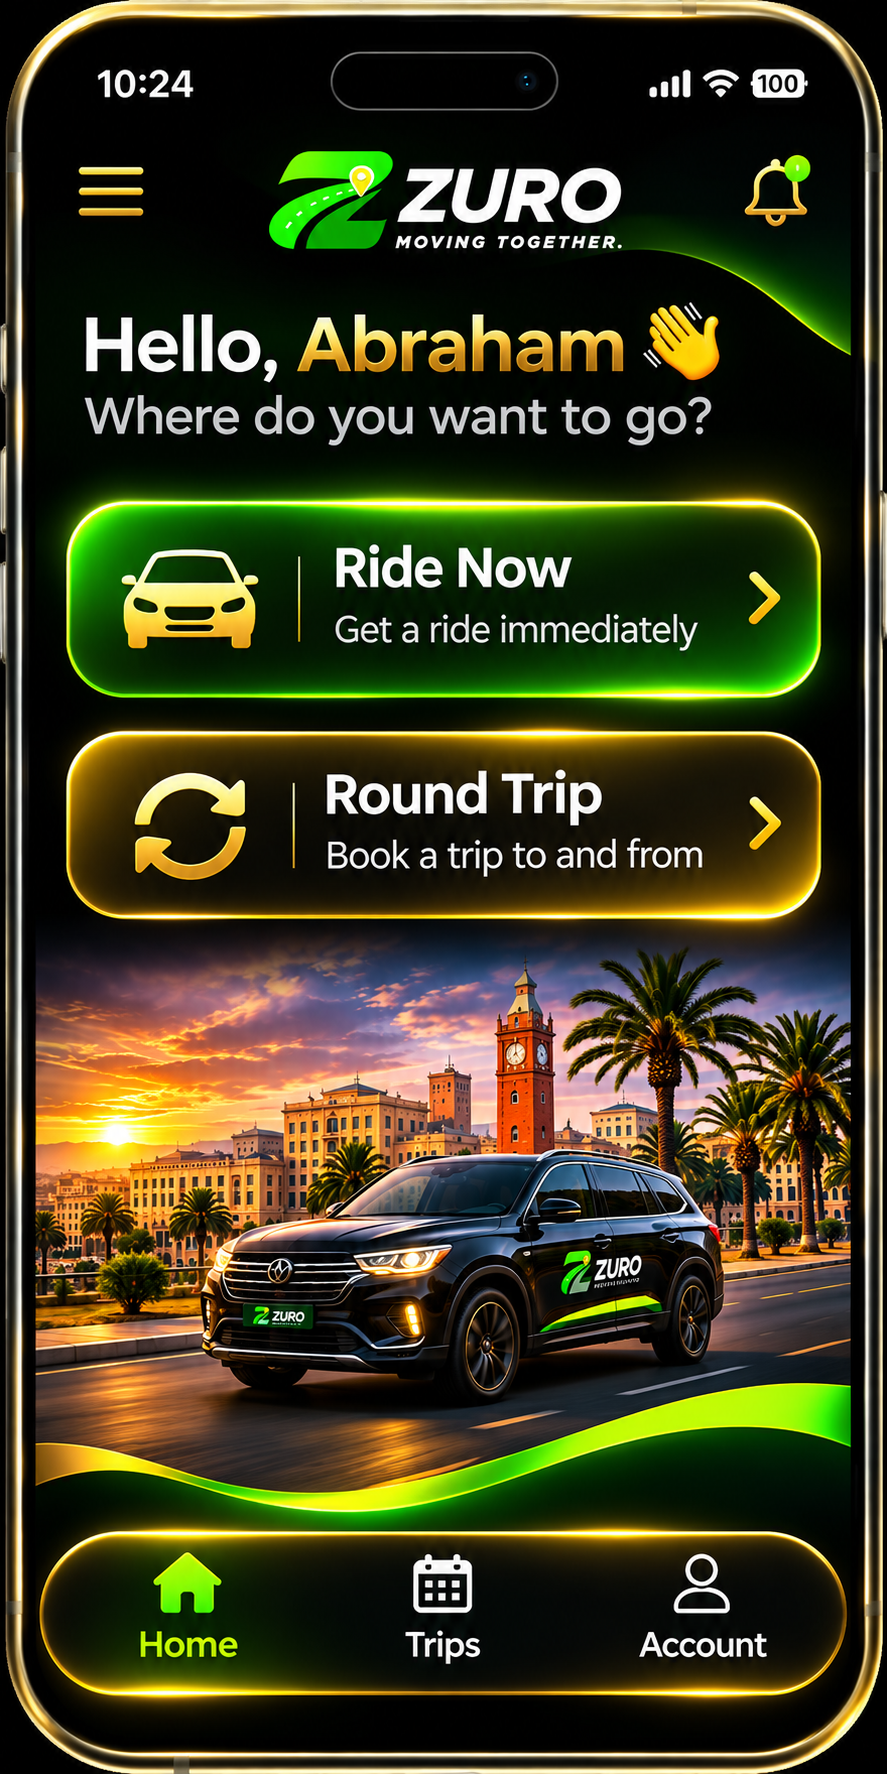 10:24
100
ZURO
MOVING TOGETHER.
Hello, Abraham 👋
Where do you want to go?
Ride Now
Get a ride immediately
Round Trip
Book a trip to and from
ZURO
ZURO
Home
Trips
Account